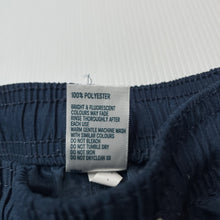 100% POLYESTER
BRIGHT & FLUORESCENT
COLOURS MAY FADE
RINSE THOROUGHLY AFTER
EACH USE
WARM GENTLE MACHINE WASH
WITH SIMILAR COLOURS
DO NOT BLEACH
DO NOT TUMBLE DRY
DO NOT IRON
DO NOT DRYCLEAN